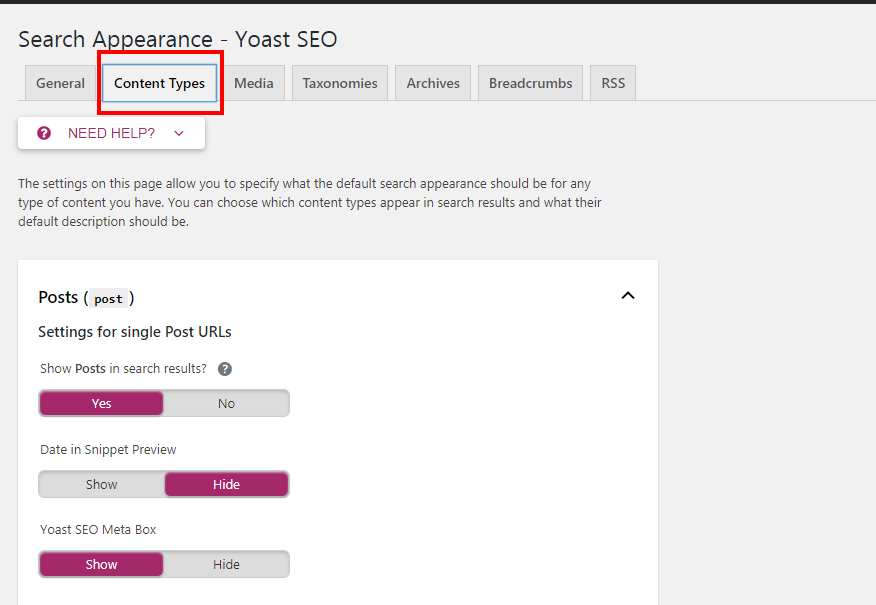 Search Appearance - Yoast SEO
General Content Types Media Taxonomies Archives Breadcrumbs RSS
? NEED HELP?
The settings on this page allow you to specify what the default search appearance should be for any
type of content you have. You can choose which content types appear in search results and what their
default description should be.
Posts ( post )
Settings for single Post URLs
Show Posts in search results? ?
Yes No
Date in Snippet Preview
Show Hide
Yoast SEO Meta Box
Show Hide